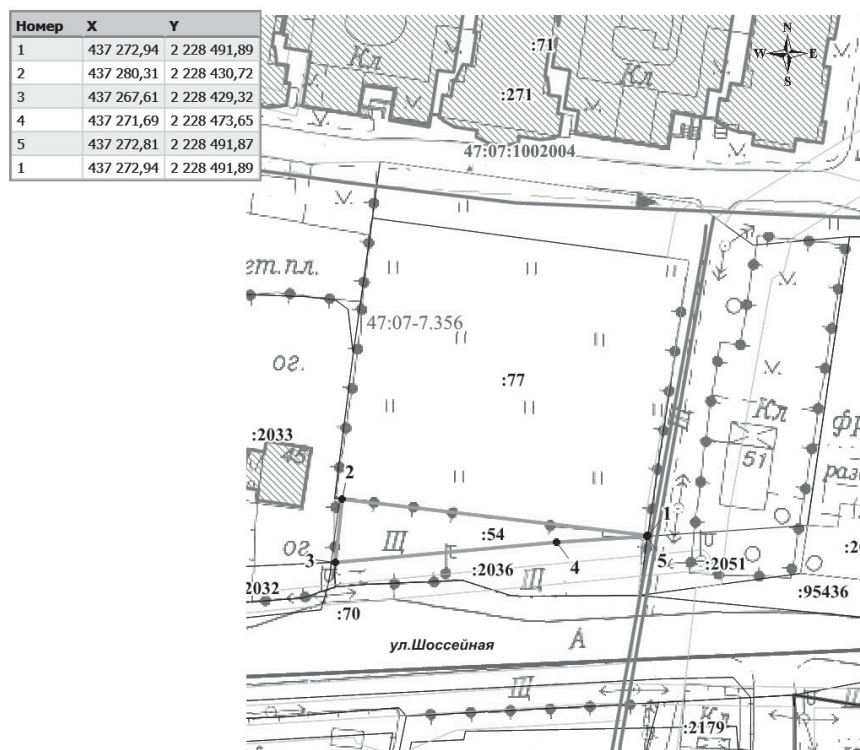 Номер X Y
1 437 272,94 2 228 491,89
2 437 280,31 2 228 430,72
3 437 267,61 2 228 429,32
4 437 271,69 2 228 473,65
5 437 272,81 2 228 491,87
1 437 272,94 2 228 491,89
N
W E
S
:71
Кл
Кл
:271
47:07:1002004
ет.пл.
47:07-7.356
ог.
:77
Кл
:2033
45
51
фр
раз
2
1
:54
Щ
ог.
3
4
5
:2036
Щ
:2051
2032
:95436
:70
ул.Шоссейная
А
Щ
Кл
:2179